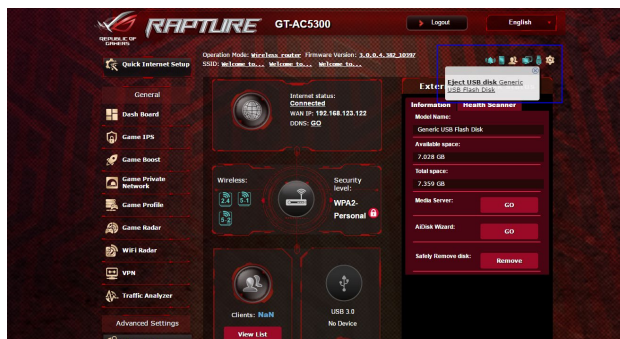 REPUBLIC OF
GAMERS
RAPTURE
GT-AC5300
Logout
English
Quick Internet Setup
Operation Mode: Wireless router Firmware Version: 3.0.0.4.382_10397
SSID: Welcome to... Welcome to... Welcome to...
Eject USB disk Generic
USB Flash Disk
General
Dash Board
Game IPS
Game Boost
Game Private
Network
Game Profile
Game Radar
WiFi Radar
VPN
Traffic Analyzer
Advanced Settings
Internet status:
Connected
WAN IP: 192.168.123.122
DDNS: GO
Wireless:
2.4
5.1
5-2
Security
level:
WPA2-
Personal
Clients: NaN
View List
USB 3.0
No Device
Exter
Information Health Scanner
Model Name:
Generic USB Flash Disk
Available space:
7.028 GB
Total space:
7.359 GB
Media Server:
GO
AiDisk Wizard:
GO
Safely Remove disk:
Remove